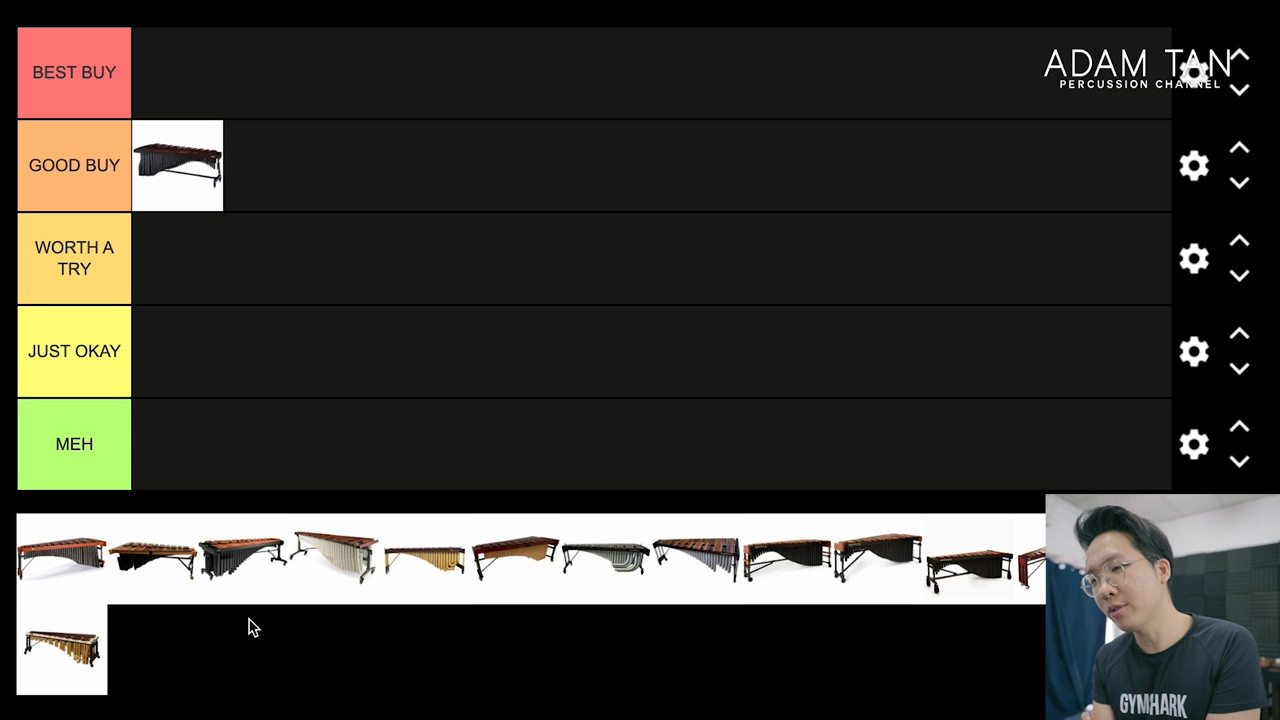 BEST BUY
ADAM TAN
PERCUSSION CHANNEL
GOOD BUY
WORTH A
TRY
JUST OKAY
MEH
GYMSHARK